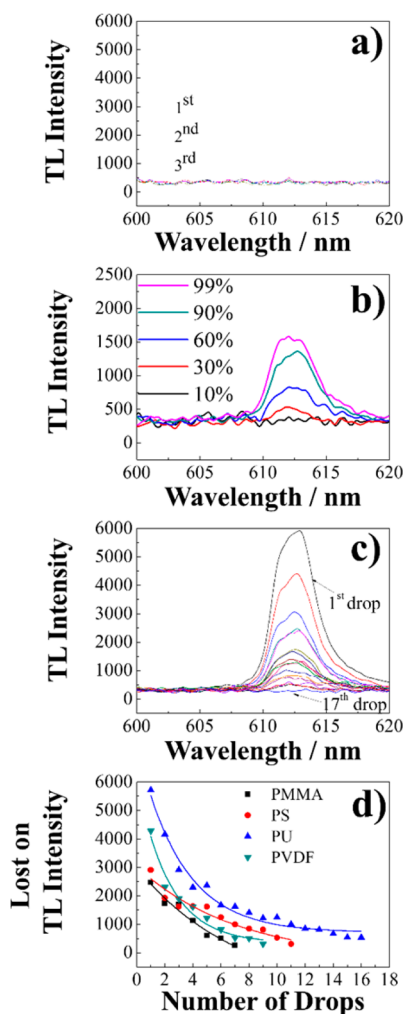 a)
TL Intensity
6000
5000
4000
3000
2000
1000
0
1st
2nd
3rd
600 605 610 615 620
Wavelength / nm
b)
TL Intensity
2500
2000
1500
1000
500
0
99%
90%
60%
30%
10%
600 605 610 615 620
Wavelength / nm
c)
TL Intensity
6000
5000
4000
3000
2000
1000
0
1st drop
17th drop
600 605 610 615 620
Wavelength / nm
d)
Lost on
TL Intensity
6000
5000
4000
3000
2000
1000
0
PMMA
PS
PU
PVDF
0 2 4 6 8 10 12 14 16 18
Number of Drops